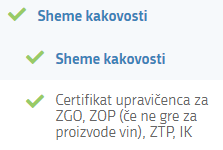 Sheme kakovosti
Sheme kakovosti
Certifikat upravičenca za
ZGO, ZOP (če ne gre za
proizvode vin), ZTP, IK